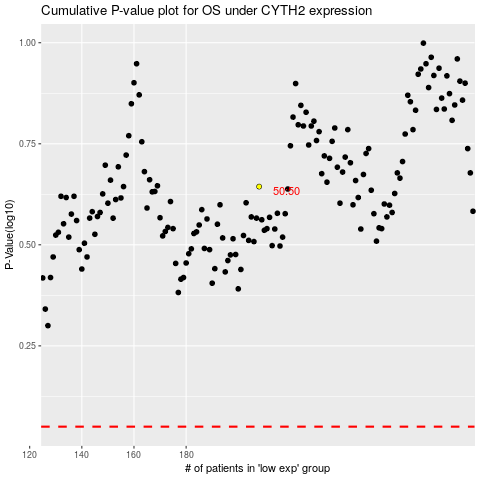 Cumulative P-value plot for OS under CYTH2 expression
P-Value(log10)
1.00
0.75
0.50
0.25
50:50
120 140 160 180
# of patients in 'low exp' group